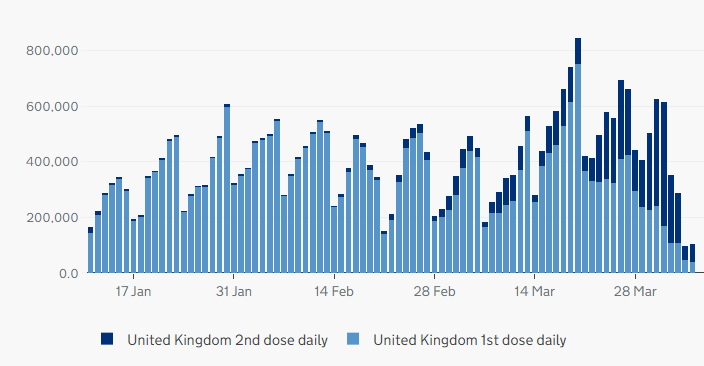 800,000
600,000
400,000
200,000
0.0
17 Jan 31 Jan 14 Feb 28 Feb 14 Mar 28 Mar
United Kingdom 2nd dose daily United Kingdom 1st dose daily